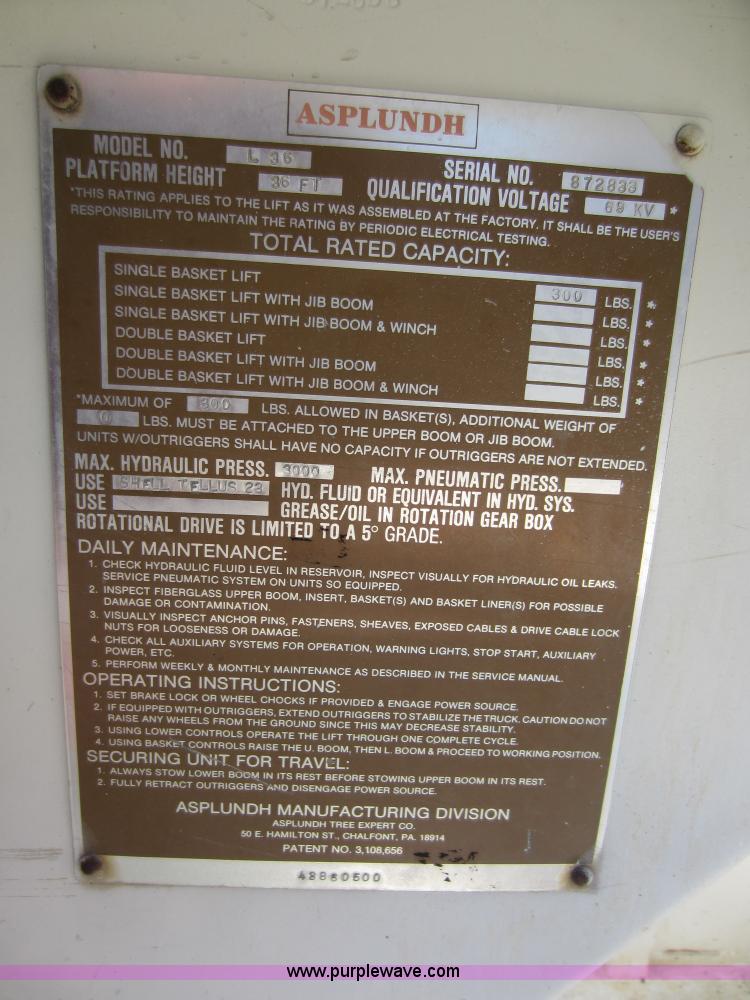 ASPLUNDH
MODEL NO. L 36 SERIAL NO. 872833
PLATFORM HEIGHT 36 FT QUALIFICATION VOLTAGE 69 KV *
*THIS RATING APPLIES TO THE LIFT AS IT WAS ASSEMBLED AT THE FACTORY. IT SHALL BE THE USER'S
RESPONSIBILITY TO MAINTAIN THE RATING BY PERIODIC ELECTRICAL TESTING.
TOTAL RATED CAPACITY:
SINGLE BASKET LIFT 300 LBS. *
SINGLE BASKET LIFT WITH JIB BOOM LBS. *
SINGLE BASKET LIFT WITH JIB BOOM & WINCH LBS. *
DOUBLE BASKET LIFT LBS. *
DOUBLE BASKET LIFT WITH JIB BOOM LBS. *
DOUBLE BASKET LIFT WITH JIB BOOM & WINCH LBS. *
*MAXIMUM OF 300 LBS. ALLOWED IN BASKET(S), ADDITIONAL WEIGHT OF
0 LBS. MUST BE ATTACHED TO THE UPPER BOOM OR JIB BOOM.
UNITS W/OUTRIGGERS SHALL HAVE NO CAPACITY IF OUTRIGGERS ARE NOT EXTENDED.
MAX. HYDRAULIC PRESS. 3000 MAX. PNEUMATIC PRESS.
USE SHELL TELLUS 23 HYD. FLUID OR EQUIVALENT IN HYD. SYS.
USE GREASE/OIL IN ROTATION GEAR BOX
ROTATIONAL DRIVE IS LIMITED TO A 5° GRADE.
DAILY MAINTENANCE:
1. CHECK HYDRAULIC FLUID LEVEL IN RESERVOIR, INSPECT VISUALLY FOR HYDRAULIC OIL LEAKS.
SERVICE PNEUMATIC SYSTEM ON UNITS SO EQUIPPED.
2. INSPECT FIBERGLASS UPPER BOOM, INSERT, BASKET(S) AND BASKET LINER(S) FOR POSSIBLE
DAMAGE OR CONTAMINATION.
3. VISUALLY INSPECT ANCHOR PINS, FASTENERS, SHEAVES, EXPOSED CABLES & DRIVE CABLE LOCK
NUTS FOR LOOSENESS OR DAMAGE.
4. CHECK ALL AUXILIARY SYSTEMS FOR OPERATION, WARNING LIGHTS, STOP START, AUXILIARY
POWER, ETC.
5. PERFORM WEEKLY & MONTHLY MAINTENANCE AS DESCRIBED IN THE SERVICE MANUAL.
OPERATING INSTRUCTIONS:
1. SET BRAKE LOCK OR WHEEL CHOCKS IF PROVIDED & ENGAGE POWER SOURCE.
2. IF EQUIPPED WITH OUTRIGGERS, EXTEND OUTRIGGERS TO STABILIZE THE TRUCK. CAUTION DO NOT
RAISE ANY WHEELS FROM THE GROUND SINCE THIS MAY DECREASE STABILITY.
3. USING LOWER CONTROLS OPERATE THE LIFT THROUGH ONE COMPLETE CYCLE.
4. USING BASKET CONTROLS RAISE THE U. BOOM, THEN L. BOOM & PROCEED TO WORKING POSITION.
SECURING UNIT FOR TRAVEL:
1. ALWAYS STOW LOWER BOOM IN ITS REST BEFORE STOWING UPPER BOOM IN ITS REST.
2. FULLY RETRACT OUTRIGGERS AND DISENGAGE POWER SOURCE.
ASPLUNDH MANUFACTURING DIVISION
ASPLUNDH TREE EXPERT CO.
50 E. HAMILTON ST., CHALFONT, PA. 18914
PATENT NO. 3,108,656
48860500
www.purplewave.com